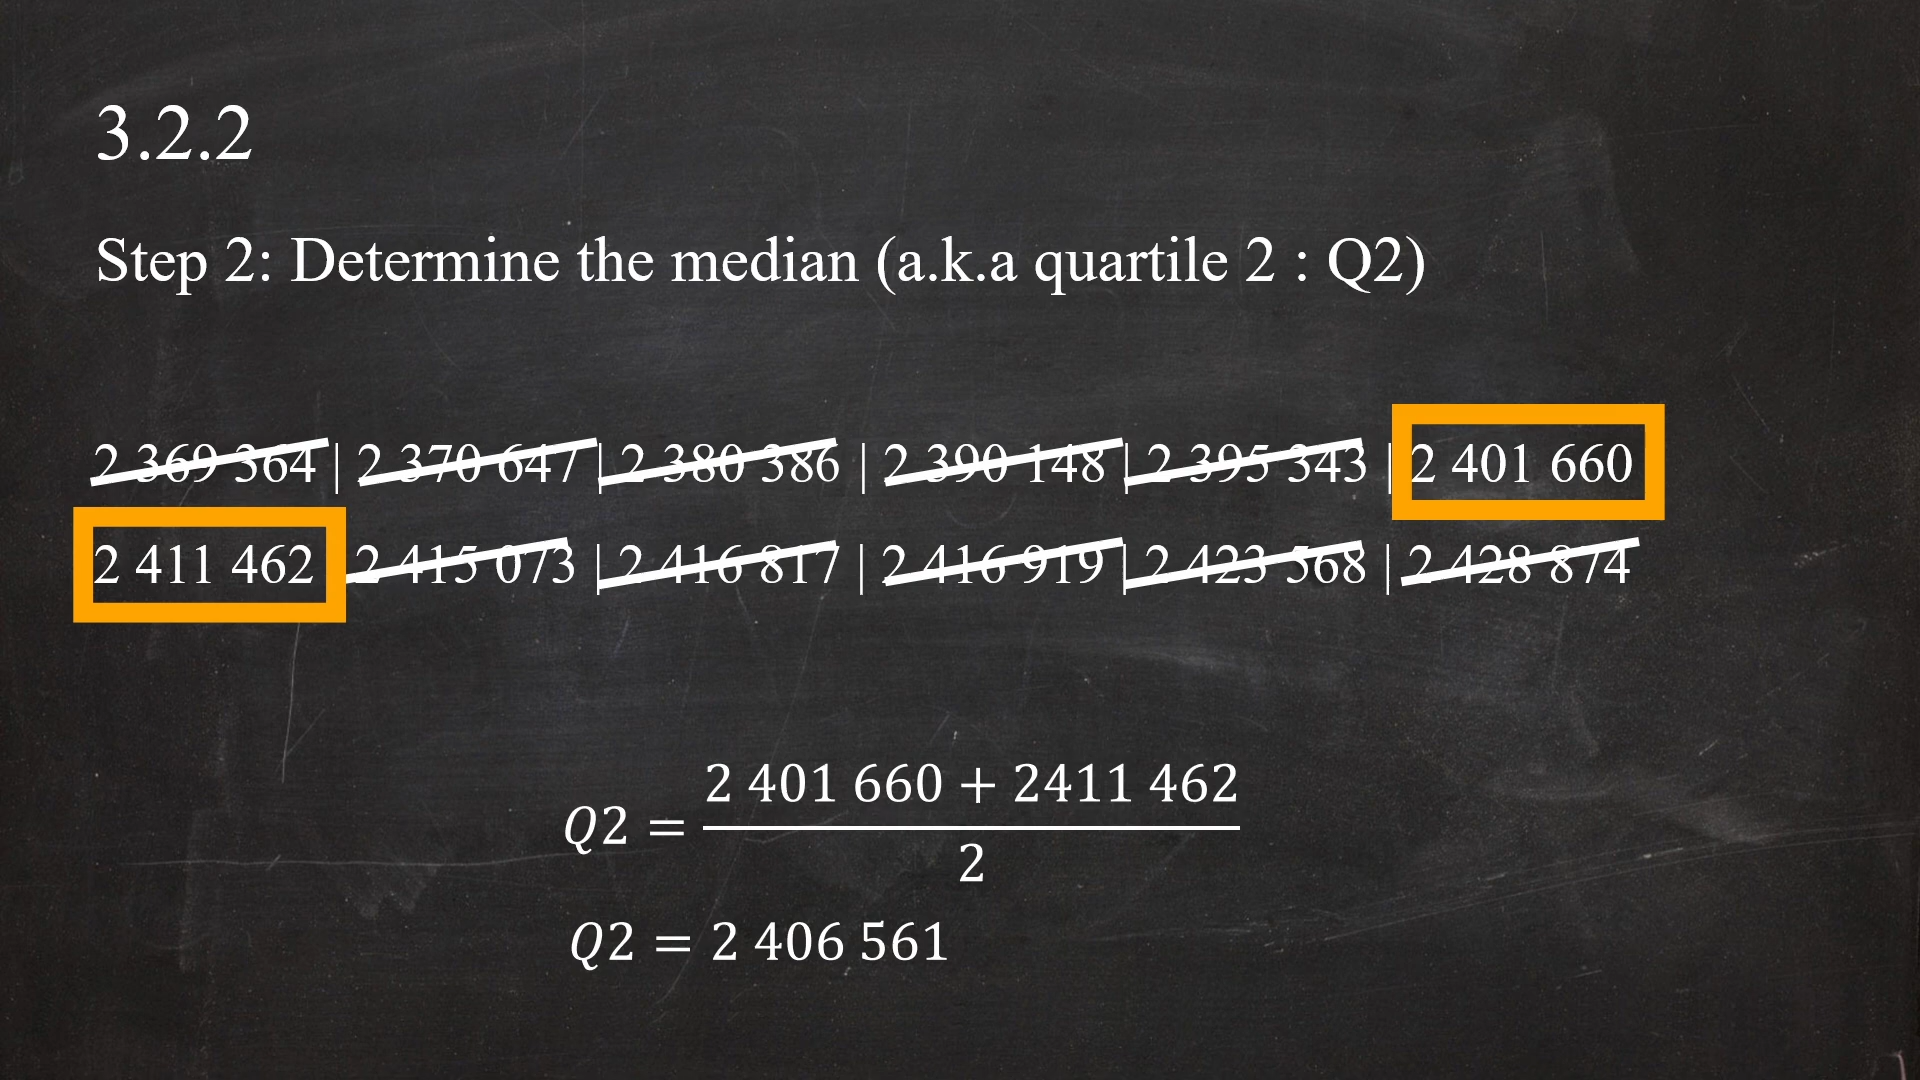 3.2.2
Step 2: Determine the median (a.k.a quartile 2 : Q2)
2 369 364 | 2 370 647 | 2 380 386 | 2 390 148 | 2 395 343 | 2 401 660
2 411 462 2 415 073 | 2 416 817 | 2 416 919 | 2 423 568 | 2 428 874
Q2 = 2 401 660 + 2411 462
2
Q2 = 2 406 561